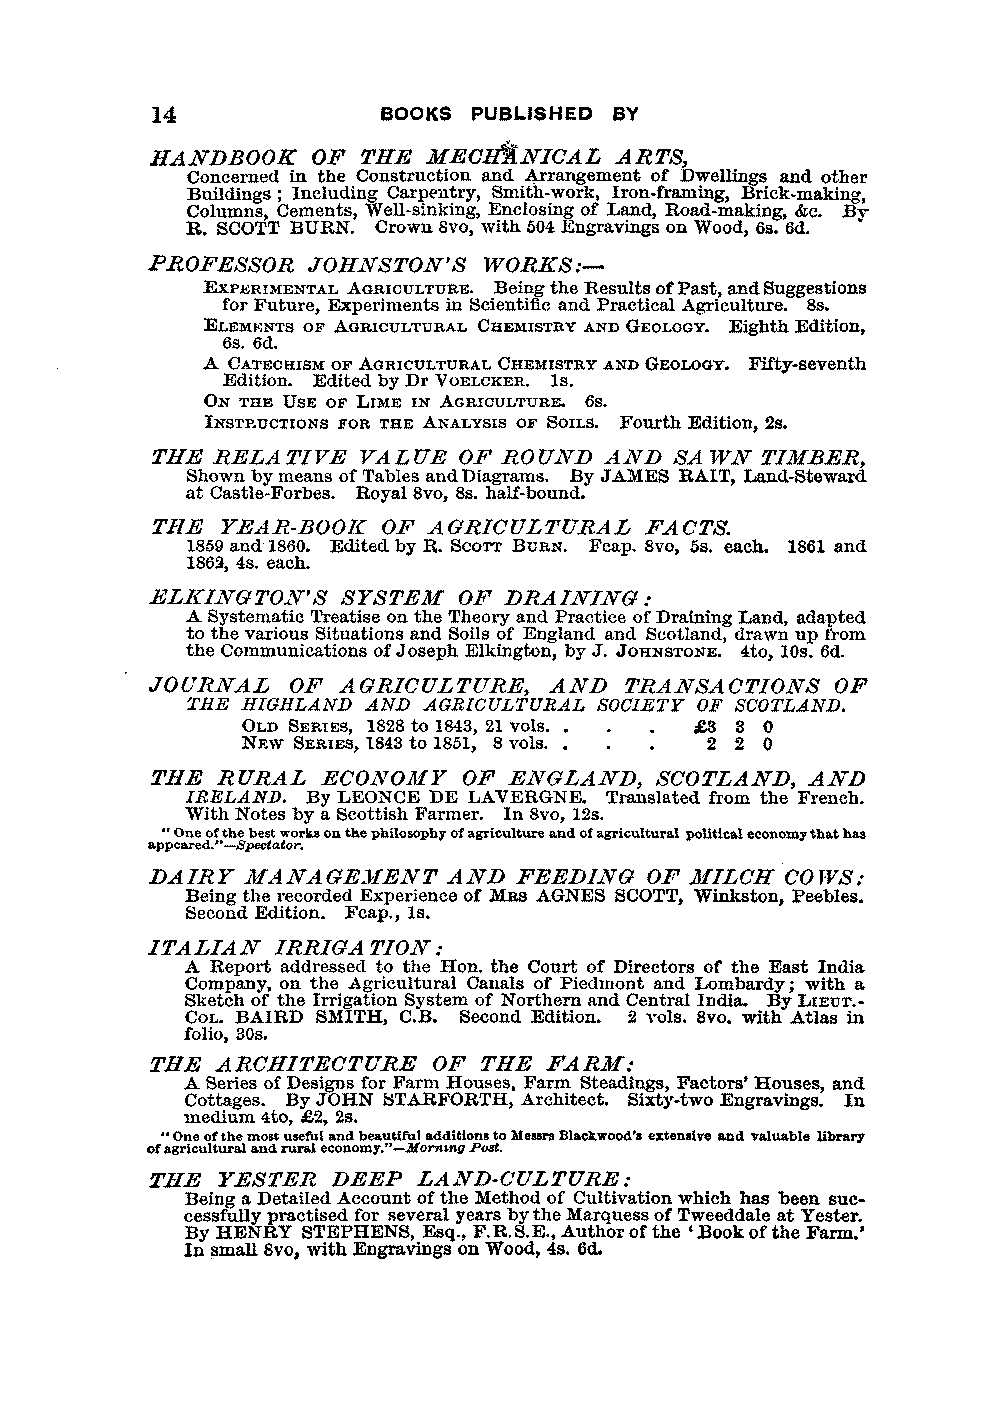 14 BOOKS PUBLISHED BY
HANDBOOK OF THE MECHANICAL ARTS,
Concerned in the Construction and Arrangement of Dwellings and other
Buildings; Including Carpentry, Smith-work, Iron-framing, Brick-making,
Columns, Cements, Well-sinking, Enclosing of Land, Road-making, &c. By
R. SCOTT BURN. Crown 8vo, with 504 Engravings on Wood, 6s. 6d.
PROFESSOR JOHNSTON'S WORKS:—
EXPERIMENTAL AGRICULTURE. Being the Results of Past, and Suggestions
for Future, Experiments in Scientific and Practical Agriculture. 8s.
ELEMENTS OF AGRICULTURAL CHEMISTRY AND GEOLOGY. Eighth Edition,
6s. 6d.
A CATECHISM OF AGRICULTURAL CHEMISTRY AND GEOLOGY. Fifty-seventh
Edition. Edited by Dr VOELCKER. 1s.
ON THE USE OF LIME IN AGRICULTURE. 6s.
INSTRUCTIONS FOR THE ANALYSIS OF SOILS. Fourth Edition, 2s.
THE RELATIVE VALUE OF ROUND AND SAWN TIMBER,
Shown by means of Tables and Diagrams. By JAMES RAIT, Land-Steward
at Castle-Forbes. Royal 8vo, 8s. half-bound.
THE YEAR-BOOK OF AGRICULTURAL FACTS.
1859 and 1860. Edited by R. SCOTT BURN. Fcap. 8vo, 5s. each. 1861 and
1862, 4s. each.
ELKINGTON'S SYSTEM OF DRAINING:
A Systematic Treatise on the Theory and Practice of Draining Land, adapted
to the various Situations and Soils of England and Scotland, drawn up from
the Communications of Joseph Elkington, by J. JOHNSTONE. 4to, 10s. 6d.
JOURNAL OF AGRICULTURE, AND TRANSACTIONS OF
THE HIGHLAND AND AGRICULTURAL SOCIETY OF SCOTLAND.
OLD SERIES, 1828 to 1843, 21 vols. . . . £3 3 0
NEW SERIES, 1843 to 1851, 8 vols. . . . 2 2 0
THE RURAL ECONOMY OF ENGLAND, SCOTLAND, AND
IRELAND. By LEONCE DE LAVERGNE. Translated from the French.
With Notes by a Scottish Farmer. In 8vo, 12s.
"One of the best works on the philosophy of agriculture and of agricultural political economy that has
appeared."—Spectator.
DAIRY MANAGEMENT AND FEEDING OF MILCH COWS:
Being the recorded Experience of MRS AGNES SCOTT, Winkston, Peebles.
Second Edition. Fcap., 1s.
ITALIAN IRRIGATION:
A Report addressed to the Hon. the Court of Directors of the East India
Company, on the Agricultural Canals of Piedmont and Lombardy; with a
Sketch of the Irrigation System of Northern and Central India. By LIEUT.-
COL. BAIRD SMITH, C.B. Second Edition. 2 vols. 8vo. with Atlas in
folio, 30s.
THE ARCHITECTURE OF THE FARM:
A Series of Designs for Farm Houses, Farm Steadings, Factors' Houses, and
Cottages. By JOHN STARFORTH, Architect. Sixty-two Engravings. In
medium 4to, £2, 2s.
"One of the most useful and beautiful additions to Messrs Blackwood's extensive and valuable library
of agricultural and rural economy."—Morning Post.
THE YESTER DEEP LAND-CULTURE:
Being a Detailed Account of the Method of Cultivation which has been suc-
cessfully practised for several years by the Marquess of Tweeddale at Yester.
By HENRY STEPHENS, Esq., F.R.S.E., Author of the 'Book of the Farm.'
In small 8vo, with Engravings on Wood, 4s. 6d.